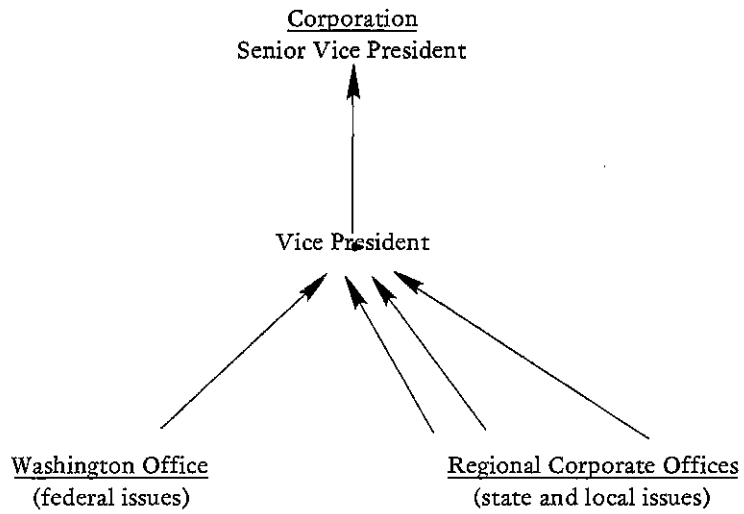 Corporation
Senior Vice President
Vice President
Washington Office
(federal issues)
Regional Corporate Offices
(state and local issues)